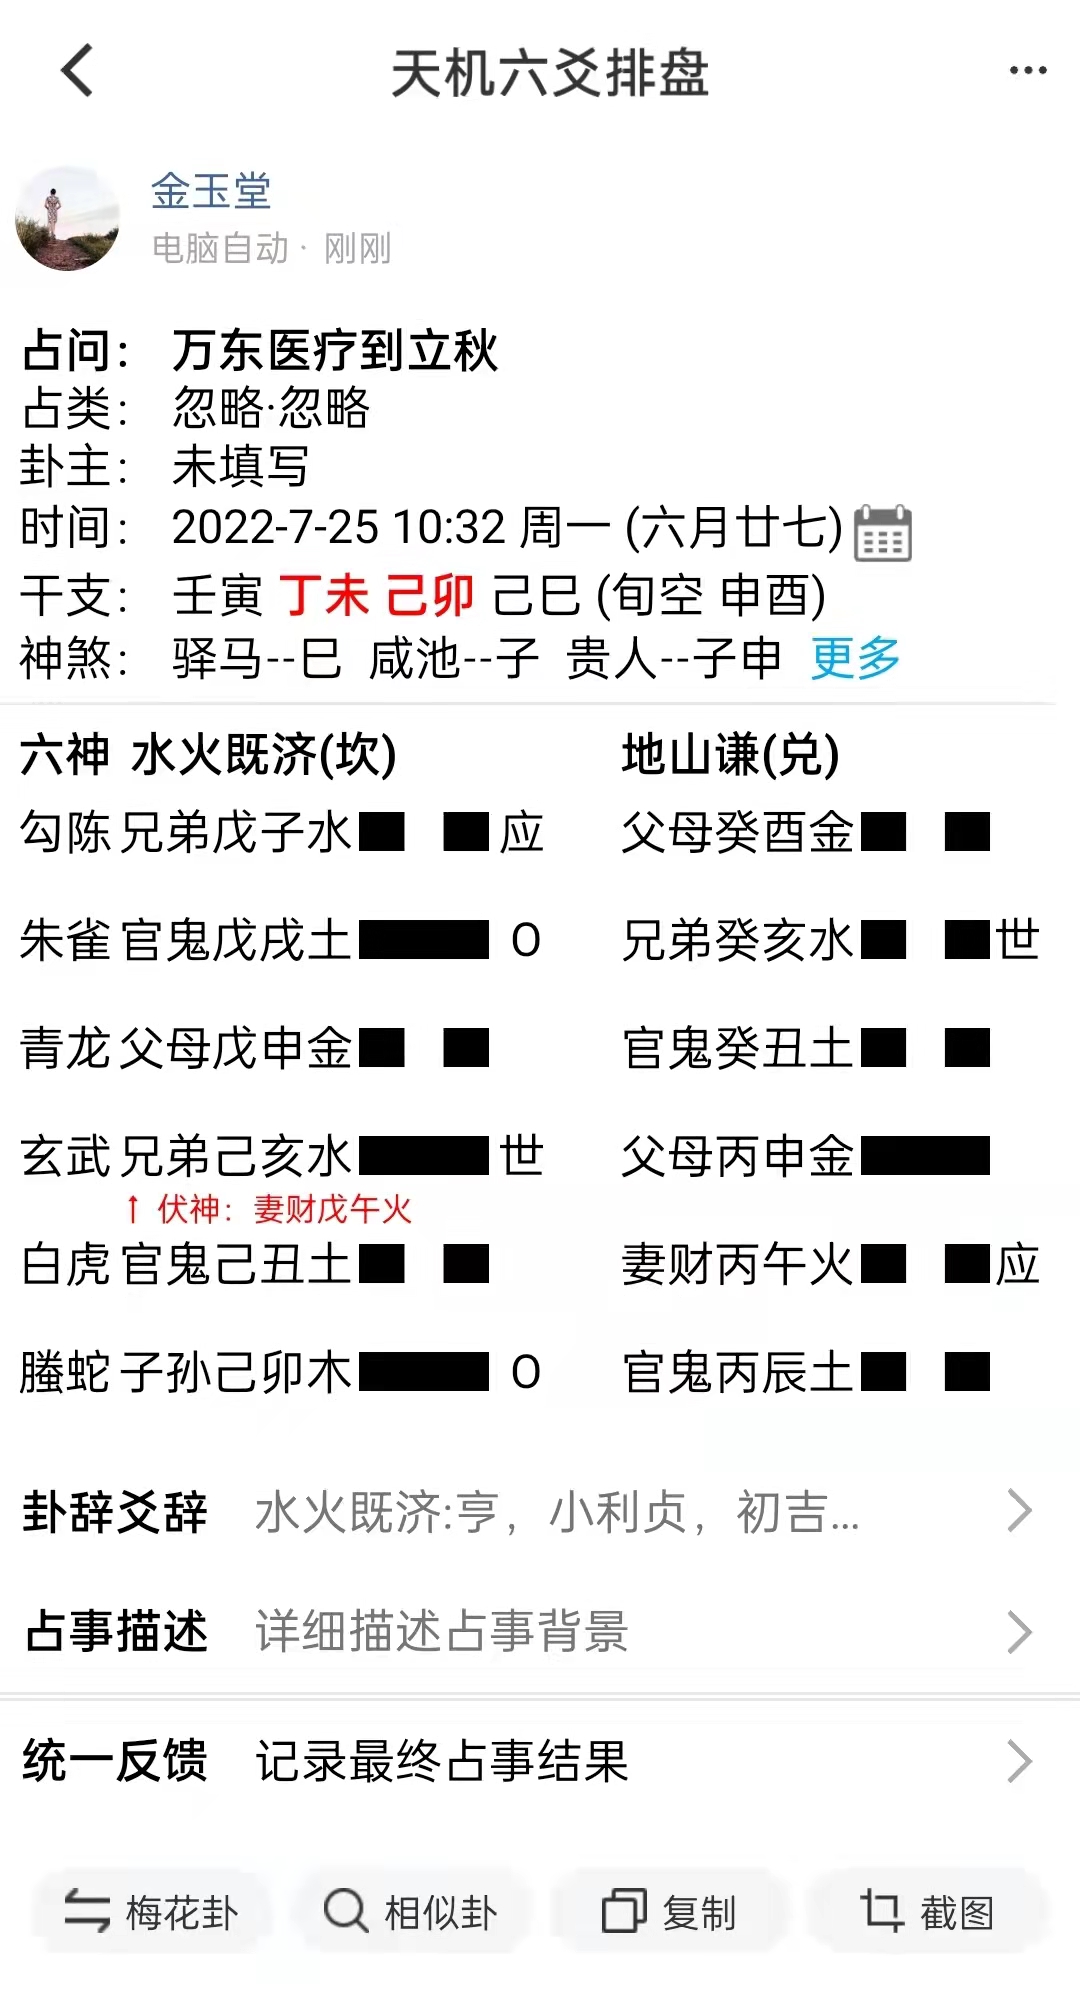 天机六爻排盘
金玉堂
电脑自动 · 刚刚
占问： 万东医疗到立秋
占类： 忽略·忽略
卦主： 未填写
时间： 2022-7-25 10:32 周一 (六月廿七)
干支： 壬寅 丁未 己卯 己巳 (旬空 申酉)
神煞： 驿马--巳 咸池--子 贵人--子申 更多
六神 水火既济(坎) 地山谦(兑)
勾陈 兄弟戊子水 应 父母癸酉金
朱雀 官鬼戊戌土 O 兄弟癸亥水 世
青龙 父母戊申金 官鬼癸丑土
玄武 兄弟己亥水 世 父母丙申金
↑ 伏神：妻财戊午火
白虎 官鬼己丑土 妻财丙午火 应
螣蛇 子孙己卯木 O 官鬼丙辰土
卦辞爻辞 水火既济:亨，小利贞，初吉...
占事描述 详细描述占事背景
统一反馈 记录最终占事结果
梅花卦 相似卦 复制 截图